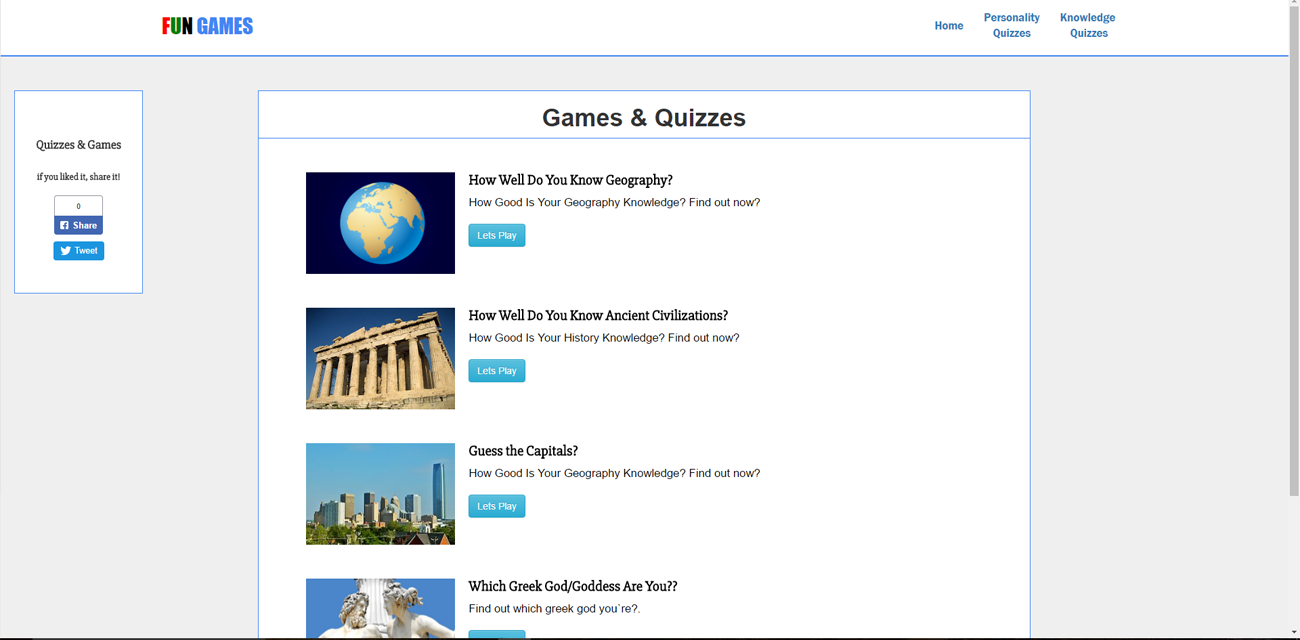 FUN GAMES
Home
Personality
Quizzes
Knowledge
Quizzes
Quizzes & Games
if you liked it, share it!
0
Share
Tweet
Games & Quizzes
How Well Do You Know Geography?
How Good Is Your Geography Knowledge? Find out now?
Lets Play
How Well Do You Know Ancient Civilizations?
How Good Is Your History Knowledge? Find out now?
Lets Play
Guess the Capitals?
How Good Is Your Geography Knowledge? Find out now?
Lets Play
Which Greek God/Goddess Are You??
Find out which greek god you`re?.